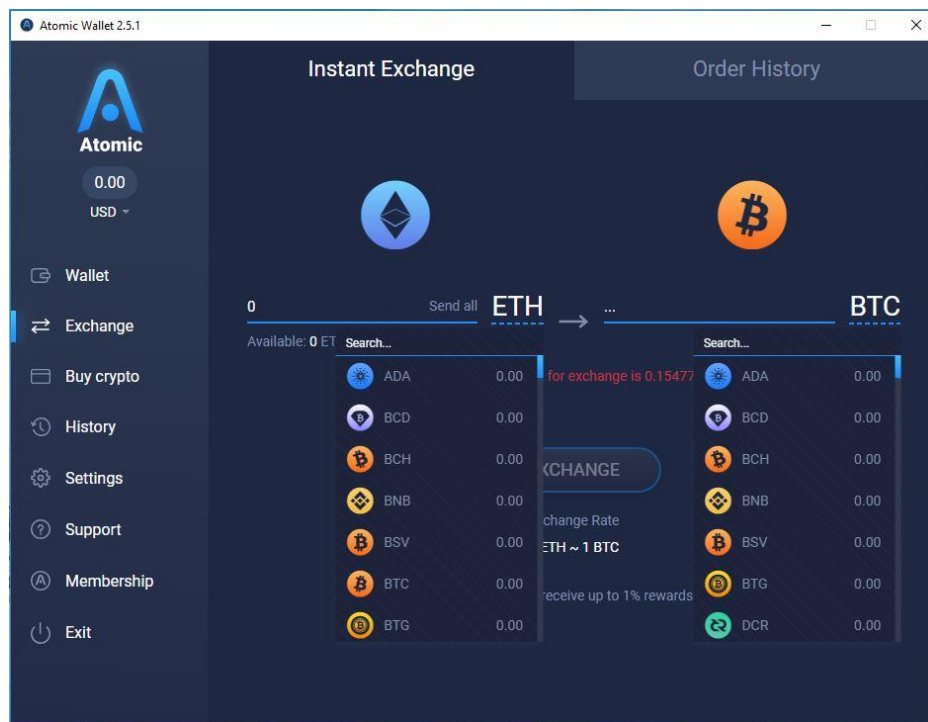 Atomic Wallet 2.5.1
Atomic
0.00
USD
Wallet
Exchange
Buy crypto
History
Settings
Support
Membership
Exit
Instant Exchange
Order History
0 Send all ETH
... BTC
Available: 0 ET
for exchange is 0.15477
XCHANGE
change Rate
ETH ~ 1 BTC
receive up to 1% rewards
Search...
ADA 0.00
BCD 0.00
BCH 0.00
BNB 0.00
BSV 0.00
BTC 0.00
BTG 0.00
Search...
ADA 0.00
BCD 0.00
BCH 0.00
BNB 0.00
BSV 0.00
BTG 0.00
DCR 0.00